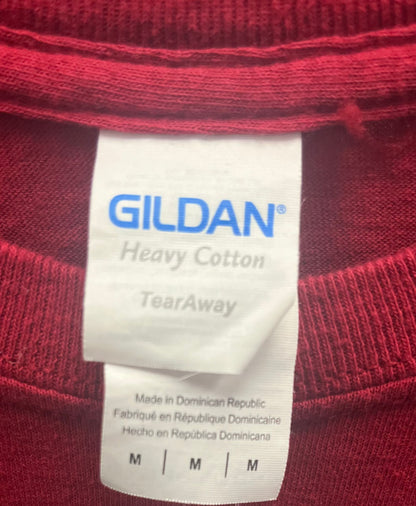 GILDAN®
Heavy Cotton
TearAway
Made in Dominican Republic
Fabriqué en République Dominicaine
Hecho en República Dominicana
M | M | M